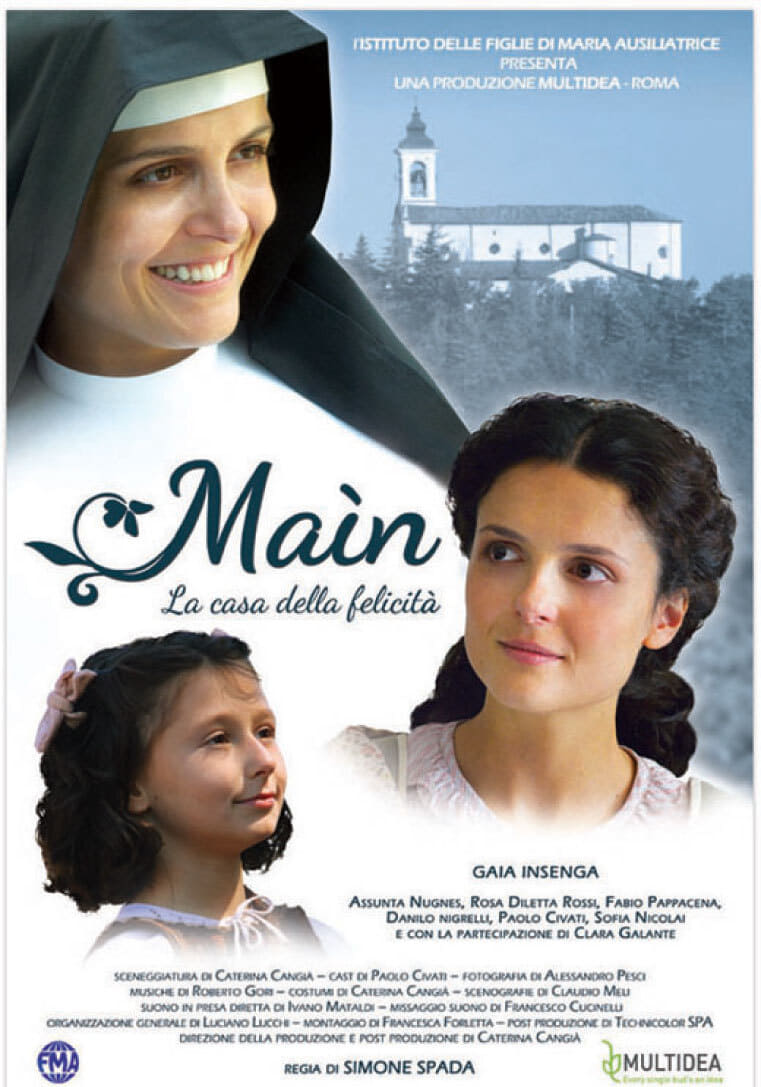 l'ISTITUTO DELLE FIGLIE DI MARIA AUSILIATRICE
PRESENTA
UNA PRODUZIONE MULTIDEA - ROMA
Maìn
La casa della felicità
GAIA INSENGA
ASSUNTA NUGNES, ROSA DILETTA ROSSI, FABIO PAPPACENA,
DANILO NIGRELLI, PAOLO CIVATI, SOFIA NICOLAI
E CON LA PARTECIPAZIONE DI CLARA GALANTE
SCENEGGIATURA DI CATERINA CANGIÀ – CAST DI PAOLO CIVATI – FOTOGRAFIA DI ALESSANDRO PESCI
MUSICHE DI ROBERTO GORI – COSTUMI DI CATERINA CANGIÀ – SCENOGRAFIE DI CLAUDIO MELI
SUONO IN PRESA DIRETTA DI IVANO MATALDI – MISSAGGIO SUONO DI FRANCESCO CUCINELLI
ORGANIZZAZIONE GENERALE DI LUCIANO LUCCHI – MONTAGGIO DI FRANCESCA FORLETTA – POST PRODUZIONE DI TECHNICOLOR SPA
DIREZIONE DELLA PRODUZIONE E POST PRODUZIONE DI CATERINA CANGIÀ
REGIA DI SIMONE SPADA
FMA
MULTIDEA
Every single bud's an idea